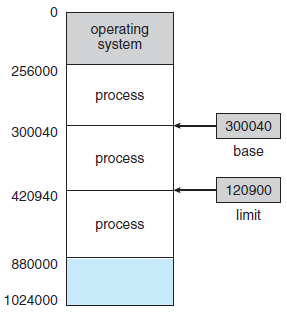 0
operating
system
256000
process
300040
300040
base
process
120900
420940
limit
process
880000
1024000